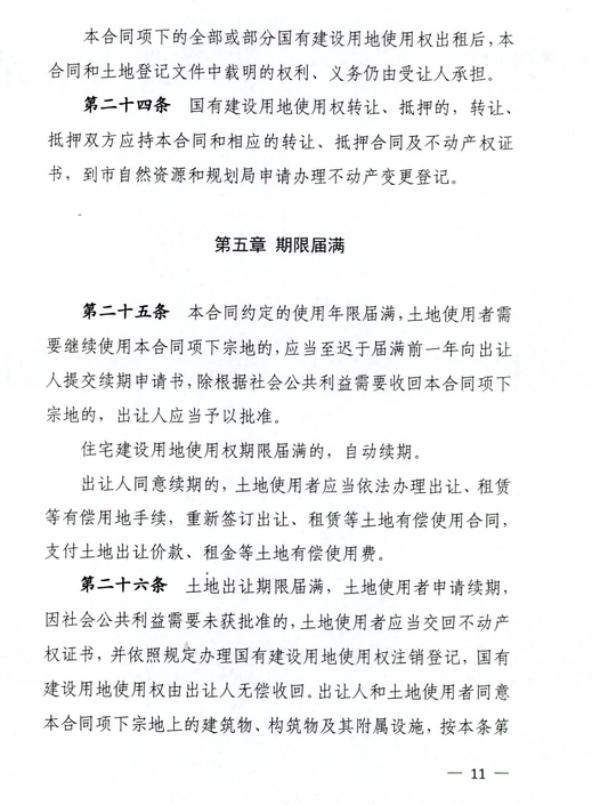 本合同项下的全部或部分国有建设用地使用权出租后,本
合同和土地登记文件中载明的权利、义务仍由受让人承担。
第二十四条 国有建设用地使用权转让、抵押的,转让、
抵押双方应持本合同和相应的转让、抵押合同及不动产权证
书,到市自然资源和规划局申请办理不动产变更登记。
第五章 期限届满
第二十五条 本合同约定的使用年限届满,土地使用者需
要继续使用本合同项下宗地的,应当至迟于届满前一年向出让
人提交续期申请书,除根据社会公共利益需要收回本合同项下
宗地的,出让人应当予以批准。
住宅建设用地使用权期限届满的,自动续期。
出让人同意续期的,土地使用者应当依法办理出让、租赁
等有偿用地手续,重新签订出让、租赁等土地有偿使用合同,
支付土地出让价款、租金等土地有偿使用费。
第二十六条 土地出让期限届满,土地使用者申请续期,
因社会公共利益需要未获批准的,土地使用者应当交回不动产
权证书,并依照规定办理国有建设用地使用权注销登记,国有
建设用地使用权由出让人无偿收回。出让人和土地使用者同意
本合同项下宗地上的建筑物、构筑物及其附属设施,按本条第
— 11 —